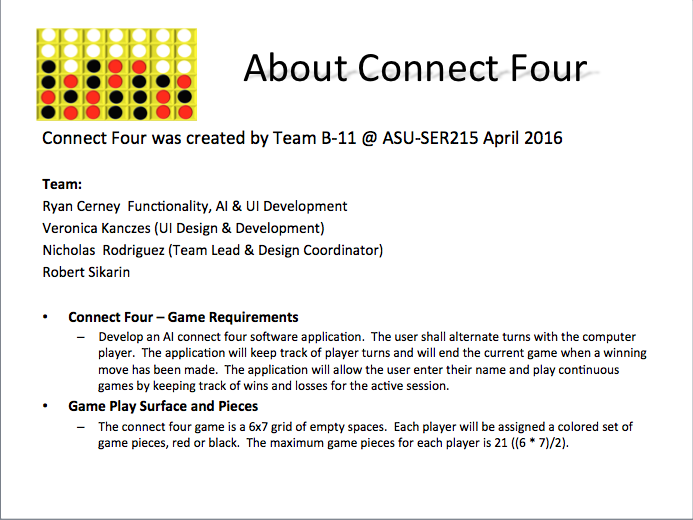 About Connect Four
Connect Four was created by Team B-11 @ ASU-SER215 April 2016
Team:
Ryan Cerney  Functionality, AI & UI Development
Veronica Kanczes (UI Design & Development)
Nicholas  Rodriguez (Team Lead & Design Coordinator)
Robert Sikarin
• Connect Four – Game Requirements
– Develop an AI connect four software application.  The user shall alternate turns with the computer
player.  The application will keep track of player turns and will end the current game when a winning
move has been made.  The application will allow the user enter their name and play continuous
games by keeping track of wins and losses for the active session.
• Game Play Surface and Pieces
– The connect four game is a 6x7 grid of empty spaces.  Each player will be assigned a colored set of
game pieces, red or black.  The maximum game pieces for each player is 21 ((6 * 7)/2).